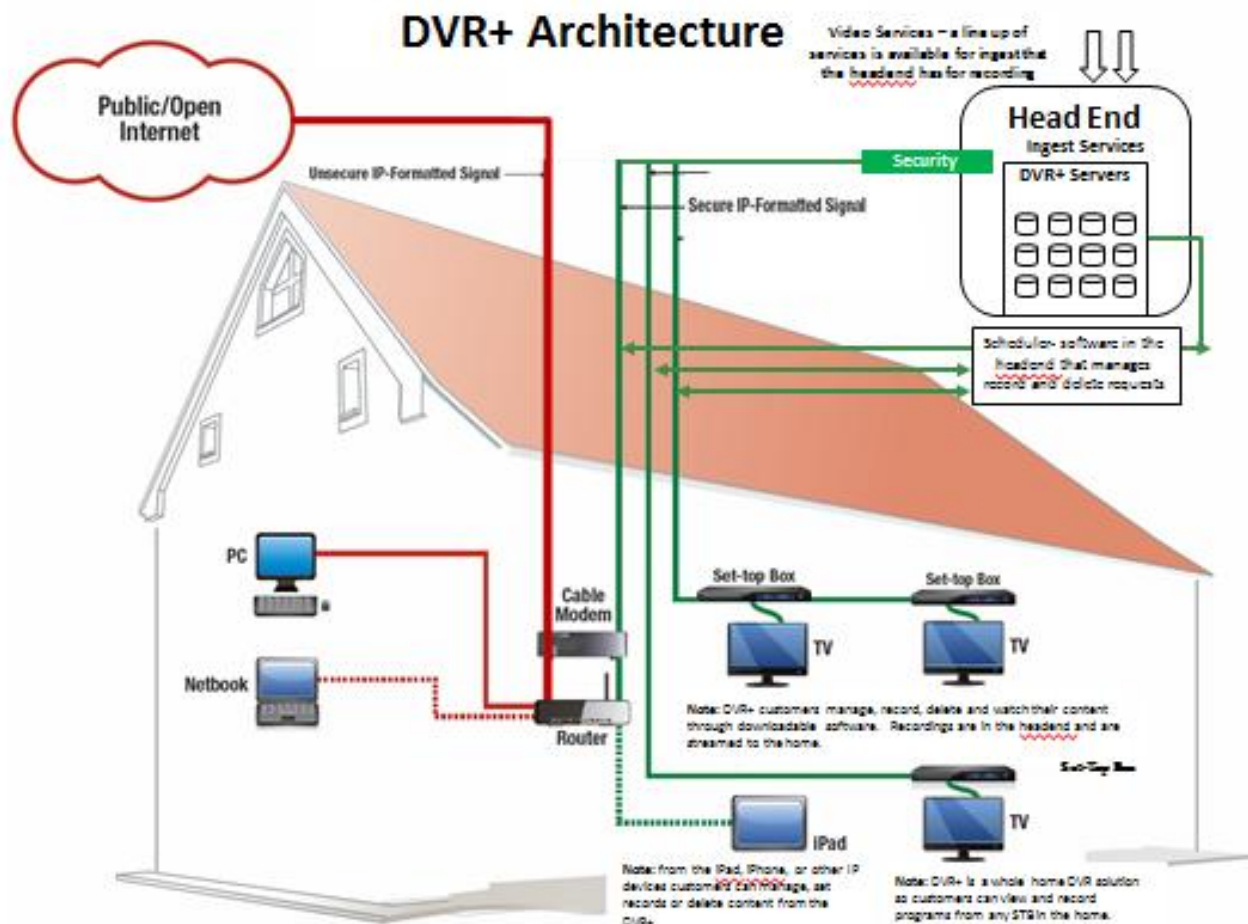 DVR+ Architecture
Video Services – a line up of
services is available for ingest that
the headend has for recording
Public/Open
Internet
Head End
Ingest Services
DVR+ Servers
Security
Unsecure IP-Formatted Signal
Secure IP-Formatted Signal
Scheduler- software in the
headend that manages
record and delete requests
PC
Cable
Modem
Set-top Box
Set-top Box
TV
TV
Netbook
Router
Note: DVR+ customers manage, record, delete and watch their content
through downloadable software. Recordings are in the headend and are
streamed to the home.
Set-Top Box
TV
iPad
Note: from the iPad, iPhone, or other IP
devices customers can manage, set
records or delete content from the
DVR+
Note: DVR+ is a whole home DVR solution
so customers can view and record
programs from any STB in the home.